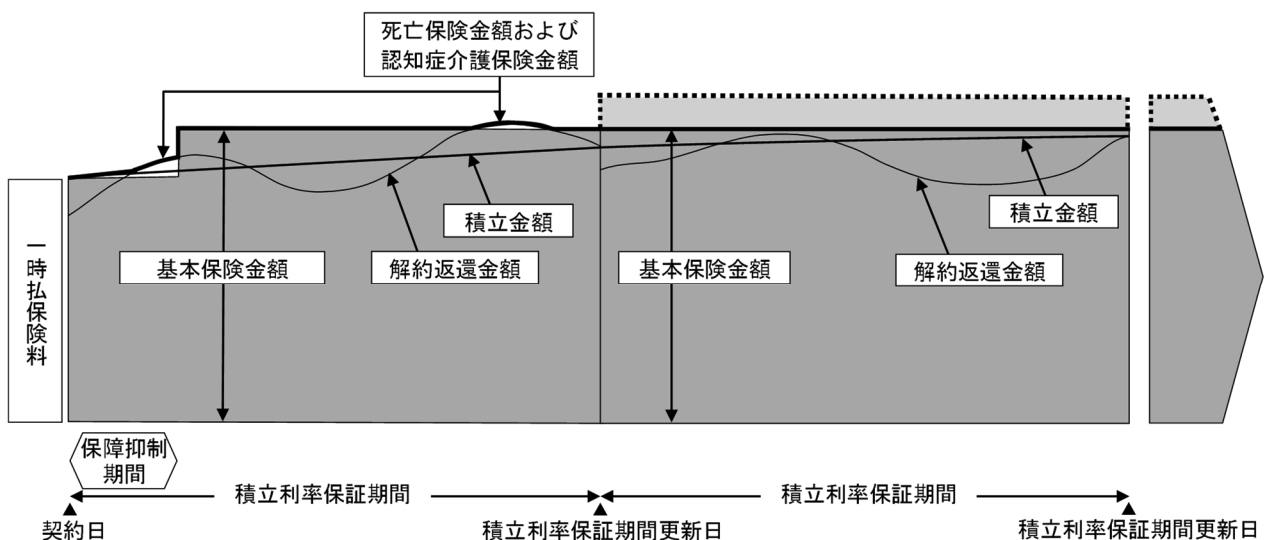 死亡保険金額および
認知症介護保険金額
積立金額
積立金額
基本保険金額
解約返還金額
基本保険金額
解約返還金額
一時払保険料
保障抑制
期間
積立利率保証期間
積立利率保証期間
契約日
積立利率保証期間更新日
積立利率保証期間更新日